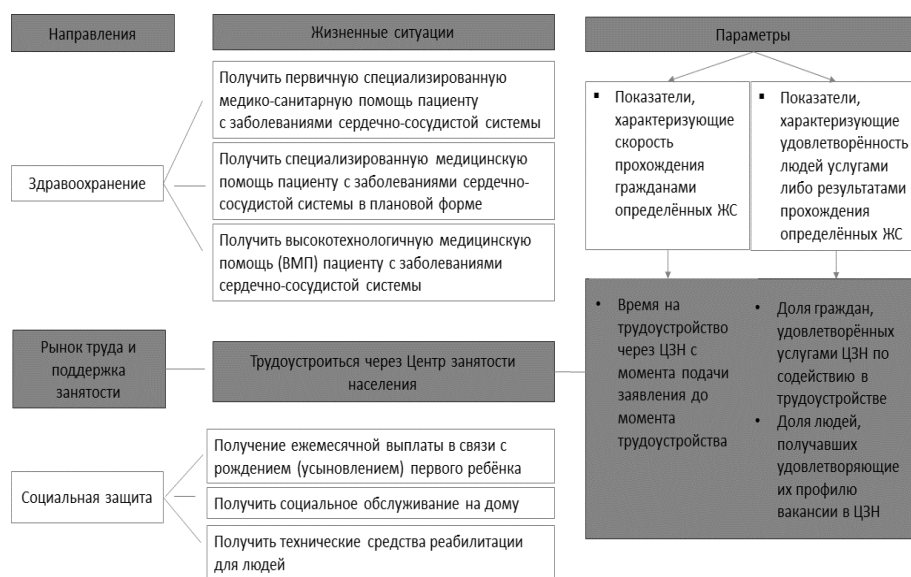 Направления
Жизненные ситуации
Параметры
Здравоохранение
Получить первичную специализированную
медико-санитарную помощь пациенту
с заболеваниями сердечно-сосудистой системы
Получить специализированную медицинскую
помощь пациенту с заболеваниями сердечно-
сосудистой системы в плановой форме
Получить высокотехнологичную медицинскую
помощь (ВМП) пациенту с заболеваниями
сердечно-сосудистой системы
▪ Показатели,
характеризующие
скорость
прохождения
гражданами
определённых ЖС
▪ Показатели,
характеризующие
удовлетворённость
людей услугами
либо результатами
прохождения
определённых ЖС
Рынок труда и
поддержка
занятости
Трудоустроиться через Центр занятости
населения
• Время на
трудоустройство
через ЦЗН с
момента подачи
заявления до
момента
трудоустройства
• Доля граждан,
удовлетворённых
услугами ЦЗН по
содействию в
трудоустройстве
• Доля людей,
получавших
удовлетворяющие
их профилю
вакансии в ЦЗН
Социальная защита
Получение ежемесячной выплаты в связи с
рождением (усыновлением) первого ребёнка
Получить социальное обслуживание на дому
Получить технические средства реабилитации
для людей